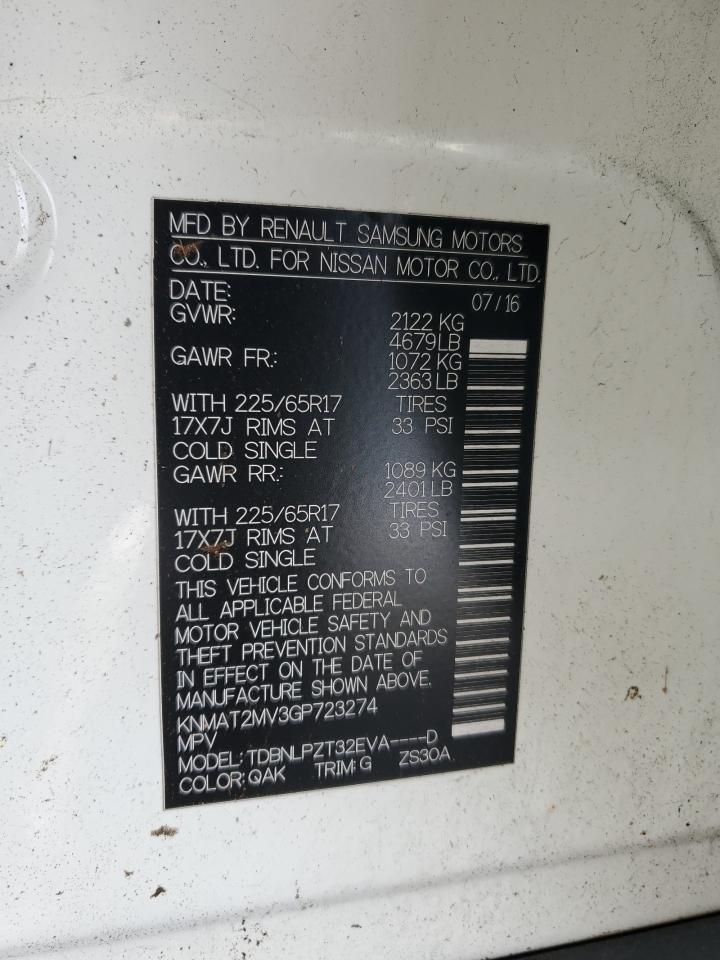 MFD BY RENAULT SAMSUNG MOTORS
CO., LTD. FOR NISSAN MOTOR CO., LTD.
DATE: 07/16
GVWR: 2122 KG
4679 LB
GAWR FR: 1072 KG
2363 LB
WITH 225/65R17 TIRES
17X7J RIMS AT 33 PSI
COLD SINGLE
GAWR RR: 1089 KG
2401 LB
WITH 225/65R17 TIRES
17X7J RIMS AT 33 PSI
COLD SINGLE
THIS VEHICLE CONFORMS TO
ALL APPLICABLE FEDERAL
MOTOR VEHICLE SAFETY AND
THEFT PREVENTION STANDARDS
IN EFFECT ON THE DATE OF
MANUFACTURE SHOWN ABOVE.
KNMAT2MV3GP723274
MPV
MODEL: TDBNLPZT32EVA----D
COLOR: QAK TRIM: G ZS30A